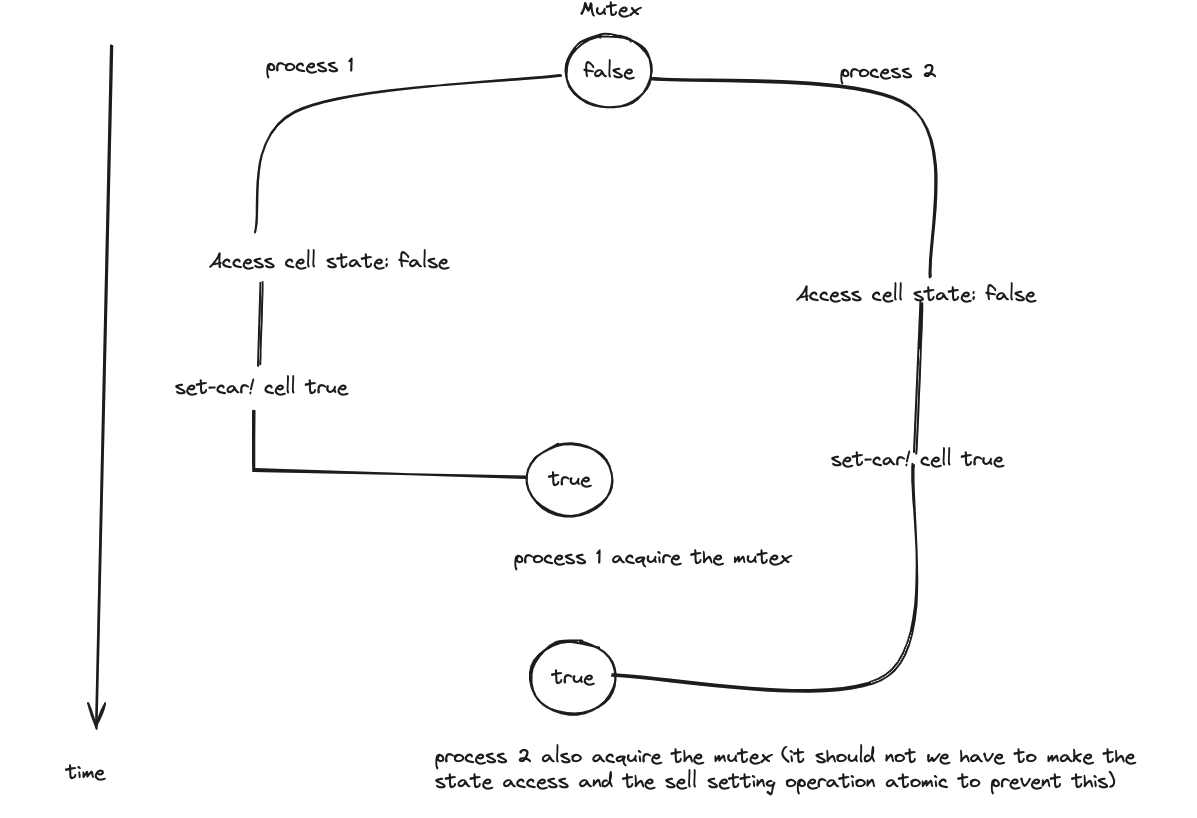 Mutex
false
process 1
process 2
Access cell state: false
Access cell state: false
set-car! cell true
set-car! cell true
true
process 1 acquire the mutex
true
process 2 also acquire the mutex (it should not we have to make the
state access and the sell setting operation atomic to prevent this)
time